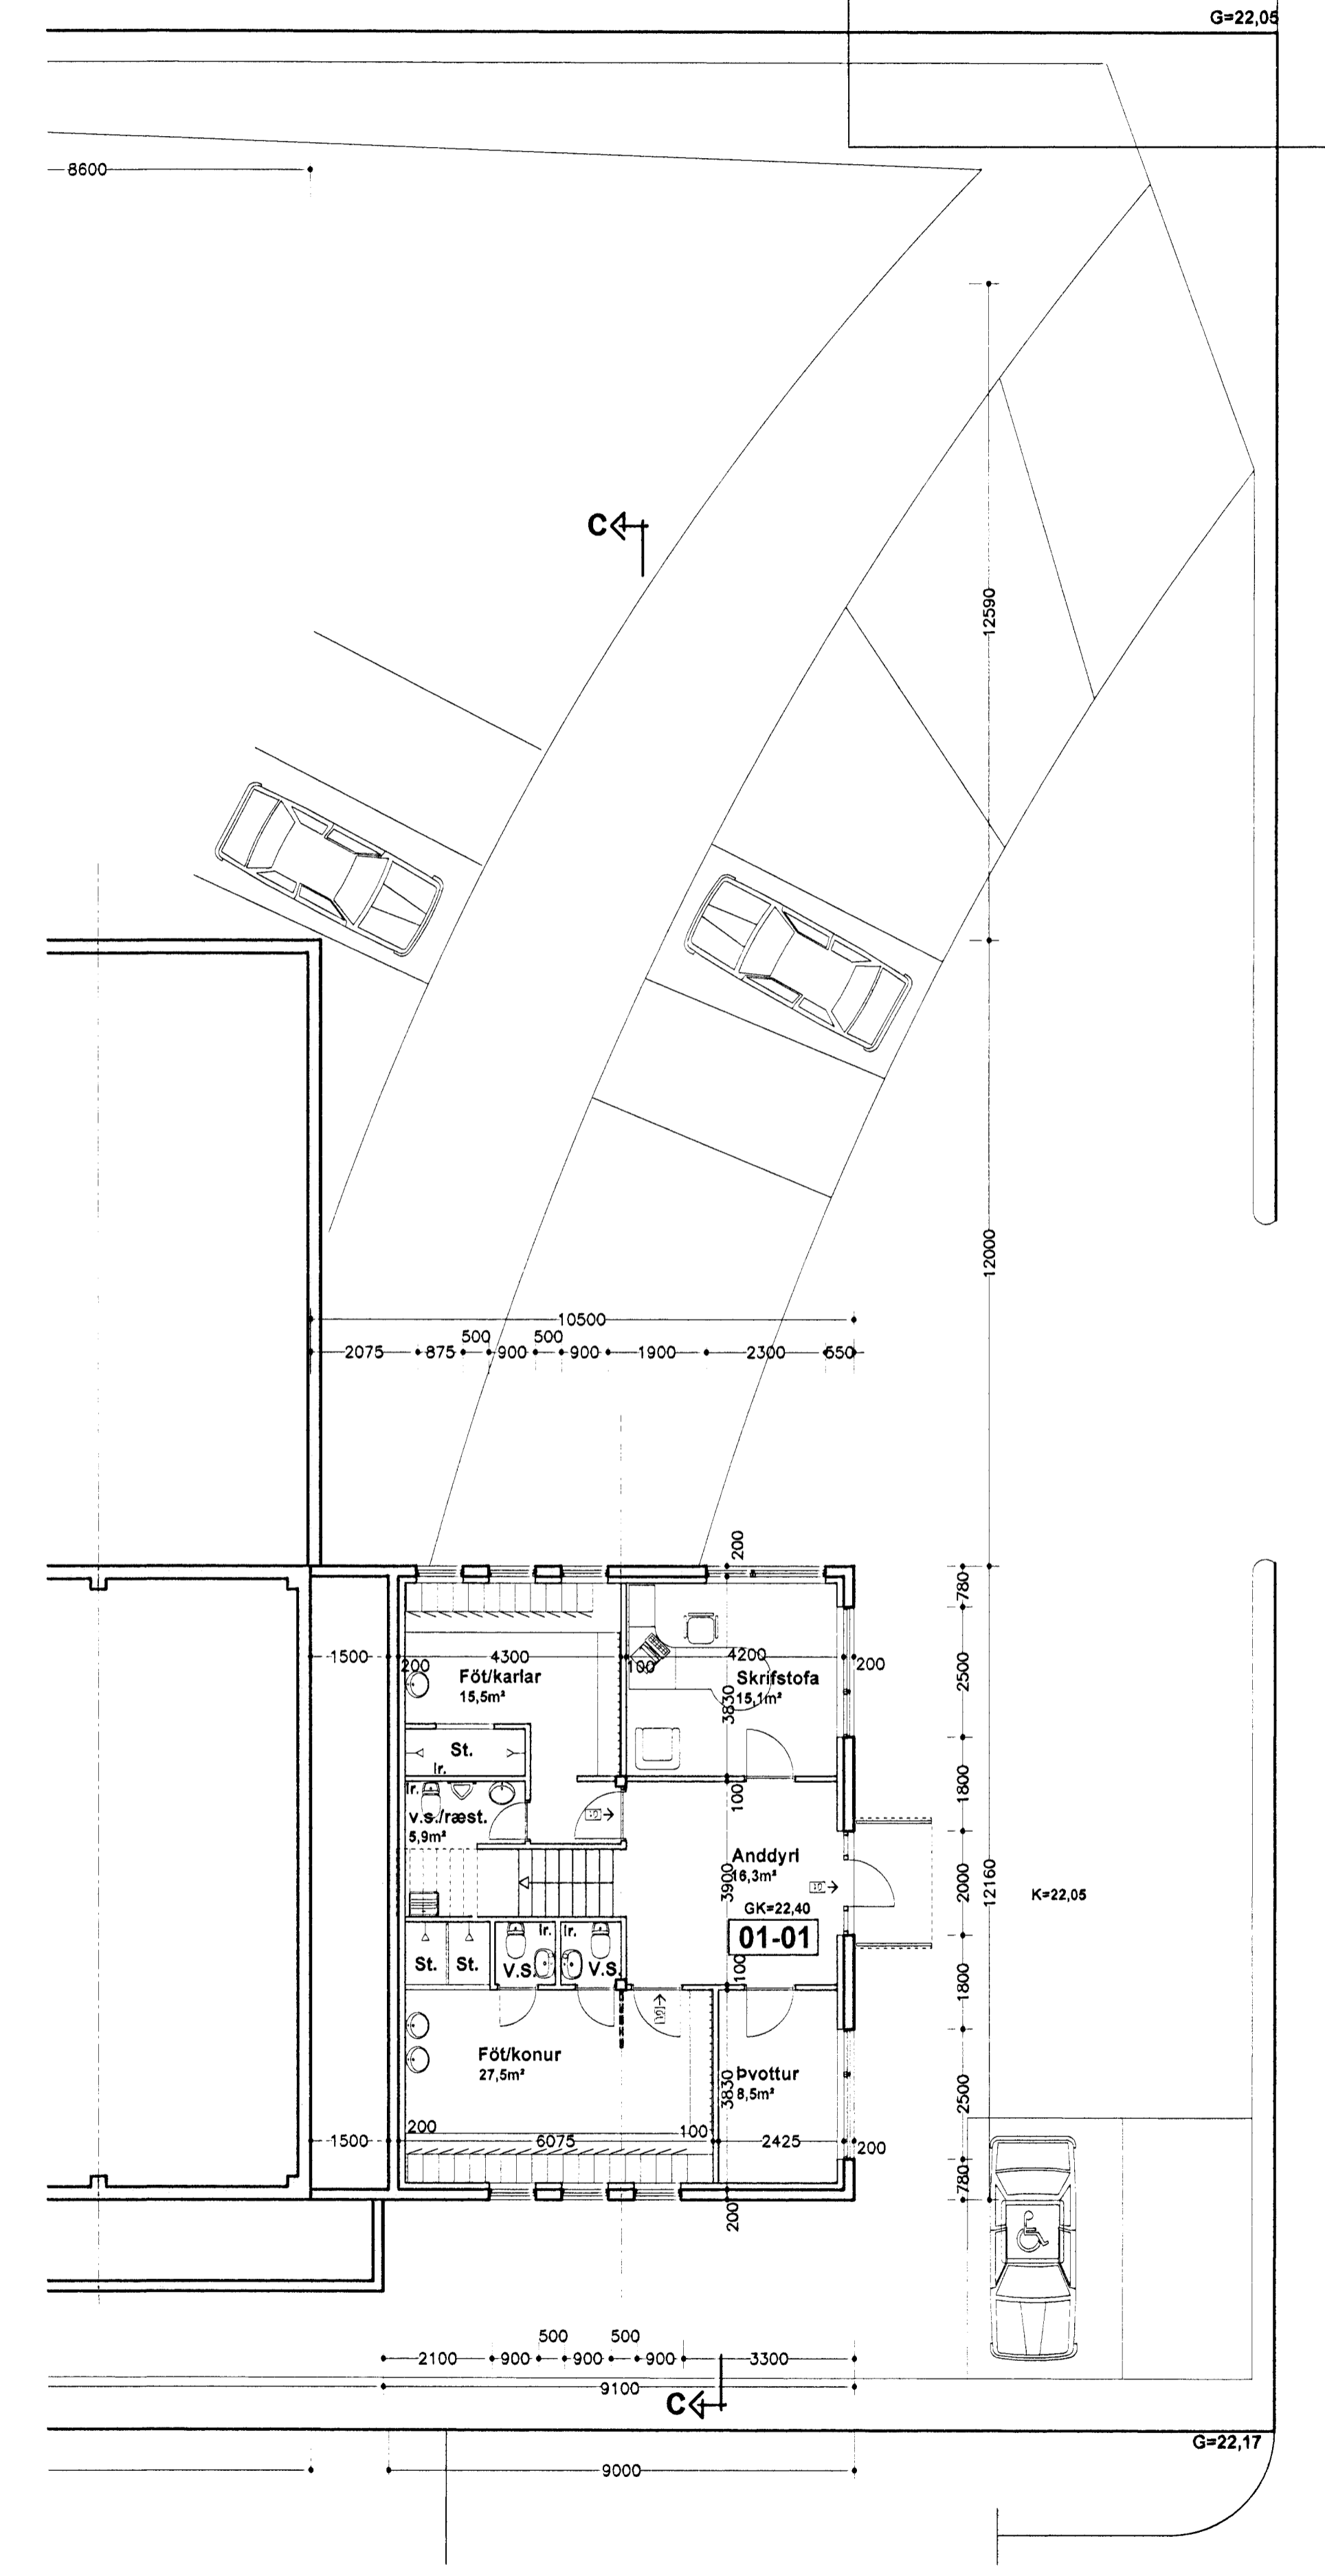 G=22,05
8600
C
12590
12000
10500
500
500
2075
875
900
900
1900
2300
550
200
780
1500
4300
4200
200
100
200
2500
Föt/karlar
15,5m²
Skrifstofa
15,1m²
3830
St.
ir.
ir.
v.s./ræst.
5,9m²
100
1800
Anddyri
16,3m²
3900
2000
12160
K=22,05
GK=22,40
01-01
ir.
ir.
St.
St.
V.S.
V.S.
100
1800
Föt/konur
27,5m²
Þvottur
8,5m²
3830
2500
200
100
1500
6075
2425
200
780
200
500
500
2100
900
900
900
3300
9100
C
G=22,17
9000